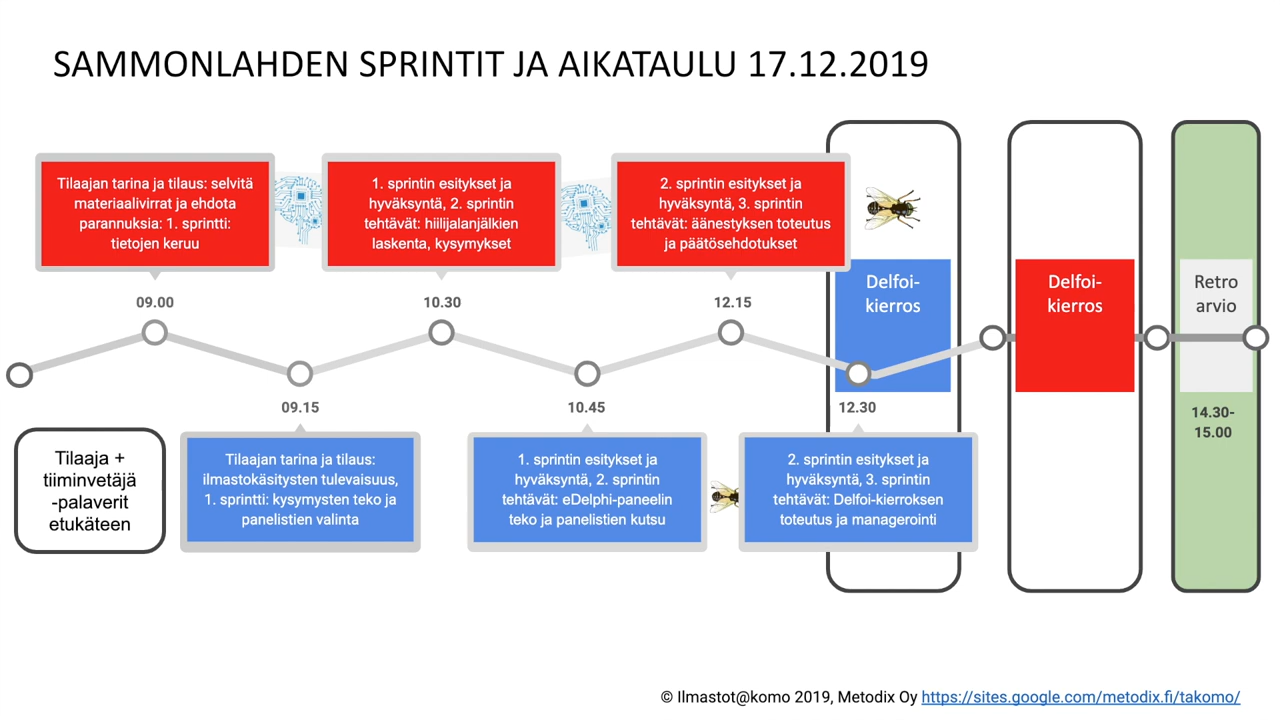 SAMMONLAHDEN SPRINTIT JA AIKATAULU 17.12.2019
Tilaajan tarina ja tilaus: selvitä
materiaalivirrat ja ehdota
parannuksia: 1. sprintti:
tietojen keruu
1. sprintin esitykset ja
hyväksyntä, 2. sprintin
tehtävät: hiilijalanjälkien
laskenta, kysymykset
2. sprintin esitykset ja
hyväksyntä, 3. sprintin
tehtävät: äänestyksen toteutus
ja päätösehdotukset
09.00
10.30
12.15
Delfoi-
kierros
Delfoi-
kierros
Retro
arvio
09.15
10.45
12.30
14.30-
15.00
Tilaaja +
tiiminvetäjä
-palaverit
etukäteen
Tilaajan tarina ja tilaus:
ilmastokäsitysten tulevaisuus,
1. sprintti: kysymysten teko ja
panelistien valinta
1. sprintin esitykset ja
hyväksyntä, 2. sprintin
tehtävät: eDelphi-paneelin
teko ja panelistien kutsu
2. sprintin esitykset ja
hyväksyntä, 3. sprintin
tehtävät: Delfoi-kierroksen
toteutus ja managerointi
© Ilmastot@komo 2019, Metodix Oy https://sites.google.com/metodix.fi/takomo/